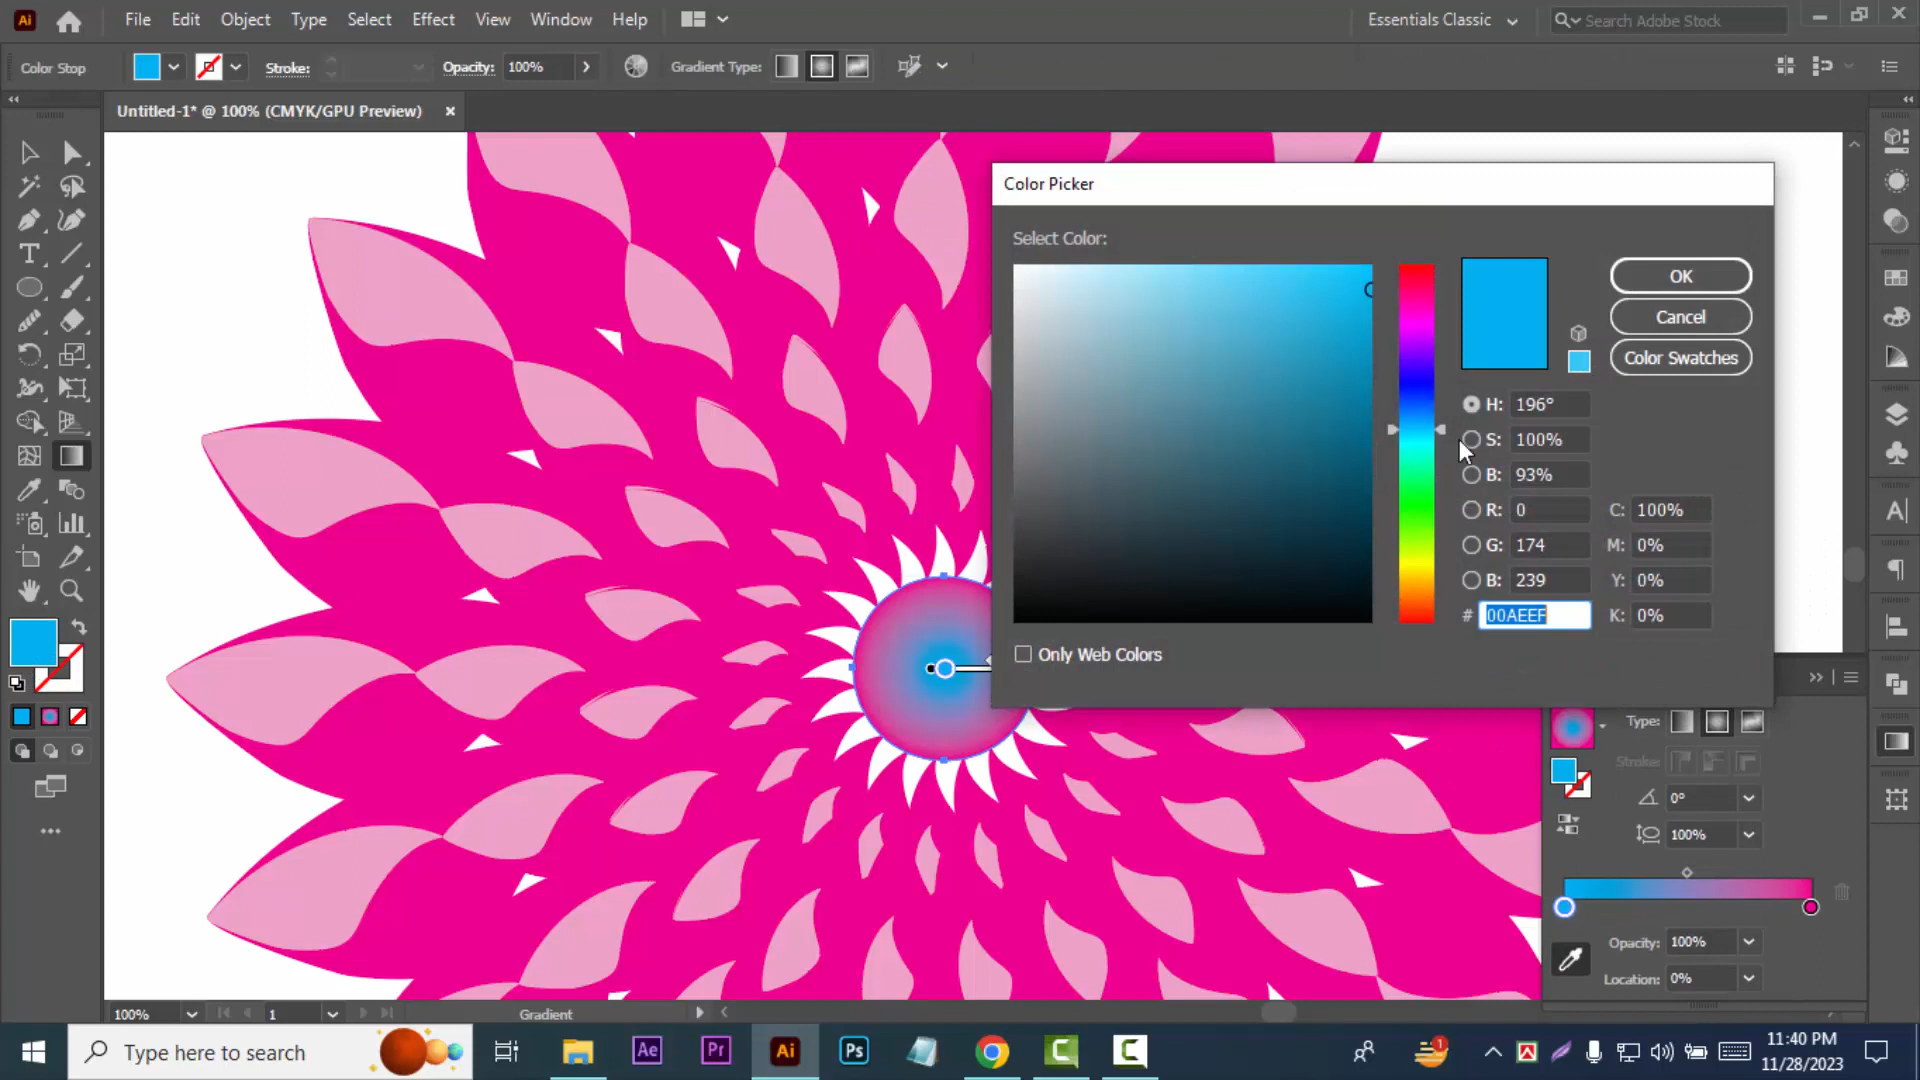 Ai File Edit Object Type Select Effect View Window Help Essentials Classic Search Adobe Stock
Color Stop Stroke: Opacity: 100% Gradient Type:
Untitled-1* @ 100% (CMYK/GPU Preview) ×
Color Picker
Select Color:
OK
Cancel
Color Swatches
H: 196°
S: 100%
B: 93%
R: 0 C: 100%
G: 174 M: 0%
B: 239 Y: 0%
# 00AEEF K: 0%
Only Web Colors
Type:
Stroke:
0°
100%
Opacity: 100%
Location: 0%
100% 1 Gradient
Type here to search Ae Pr Ai Ps 1
11:40 PM
11/28/2023